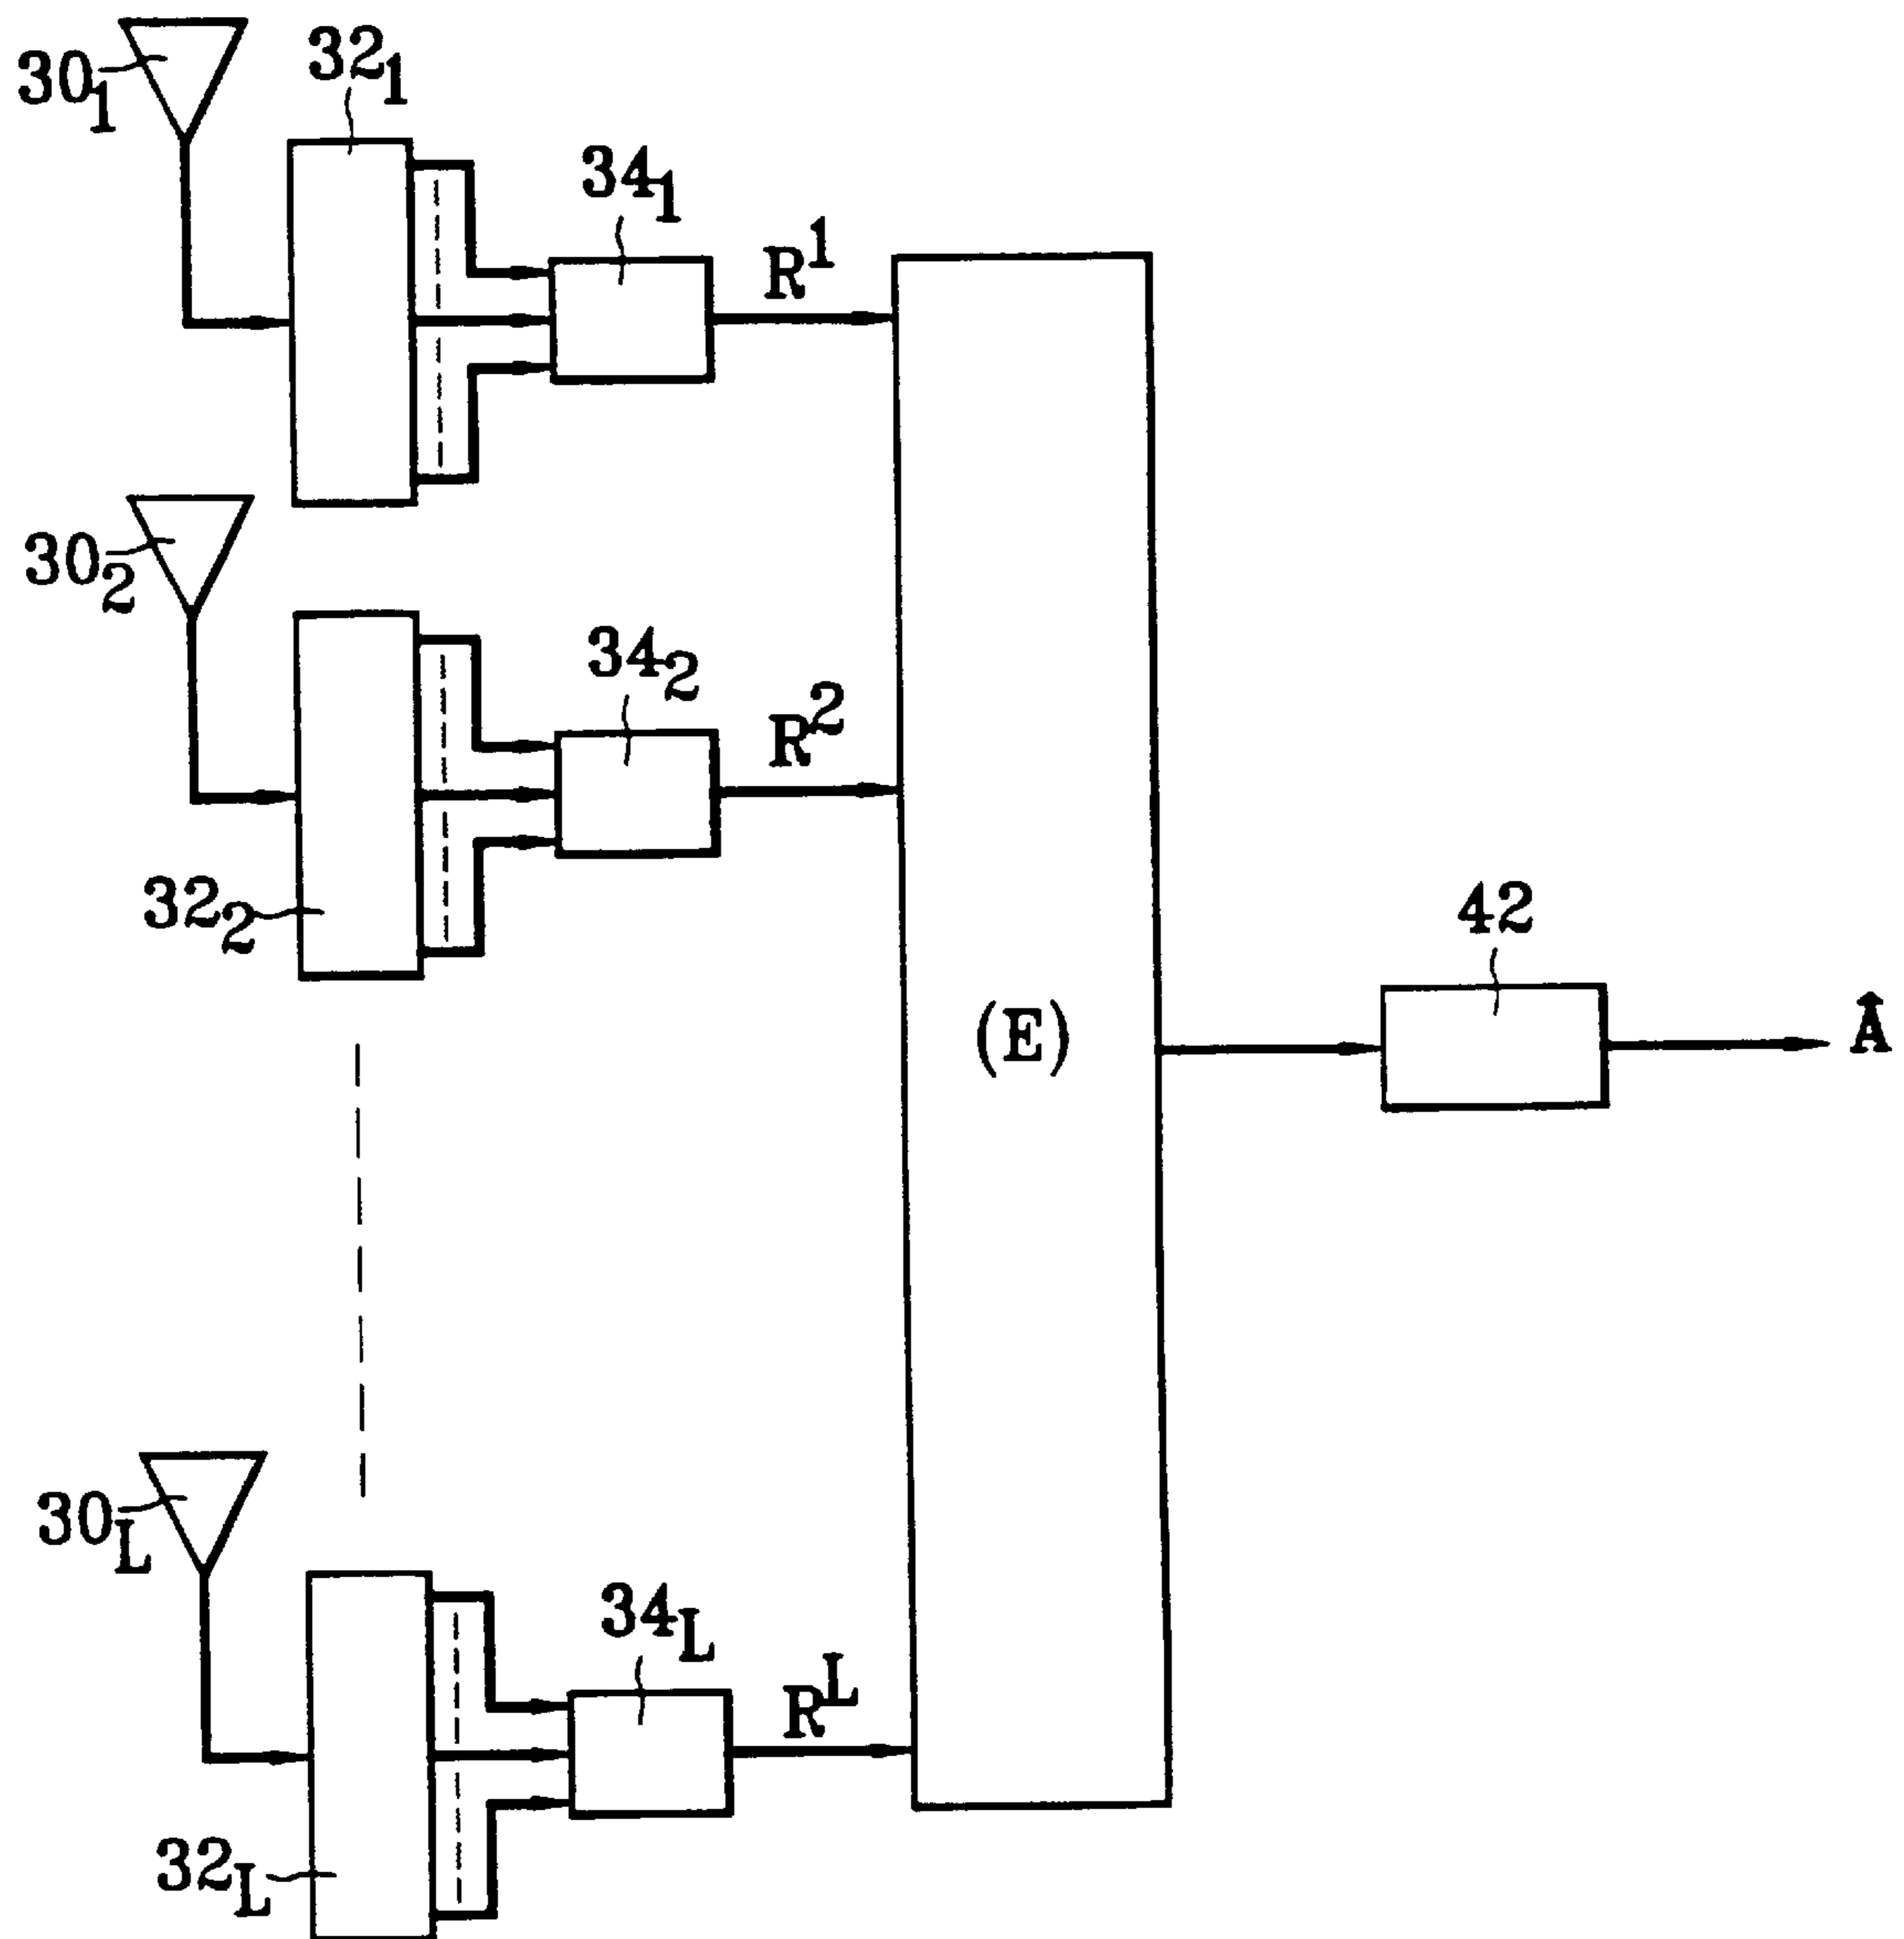 30₁
32₁
34₁
R¹
30₂
34₂
R²
32₂
42
(E)
Â
30_L
34_L
R^L
32_L